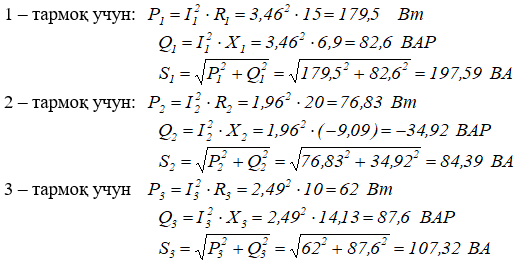 1 – тармоқ учун: P₁ = I₁² · R₁ = 3,46² · 15 = 179,5 Вт
Q₁ = I₁² · X₁ = 3,46² · 6,9 = 82,6 ВАР
S₁ = √(P₁² + Q₁²) = √(179,5² + 82,6²) = 197,59 ВА
2 – тармоқ учун: P₂ = I₂² · R₂ = 1,96² · 20 = 76,83 Вт
Q₂ = I₂² · X₂ = 1,96² · (−9,09) = −34,92 ВАР
S₂ = √(P₂² + Q₂²) = √(76,83² + 34,92²) = 84,39 ВА
3 – тармоқ учун P₃ = I₃² · R₃ = 2,49² · 10 = 62 Вт
Q₃ = I₃² · X₃ = 2,49² · 14,13 = 87,6 ВАР
S₃ = √(P₃² + Q₃²) = √(62² + 87,6²) = 107,32 ВА